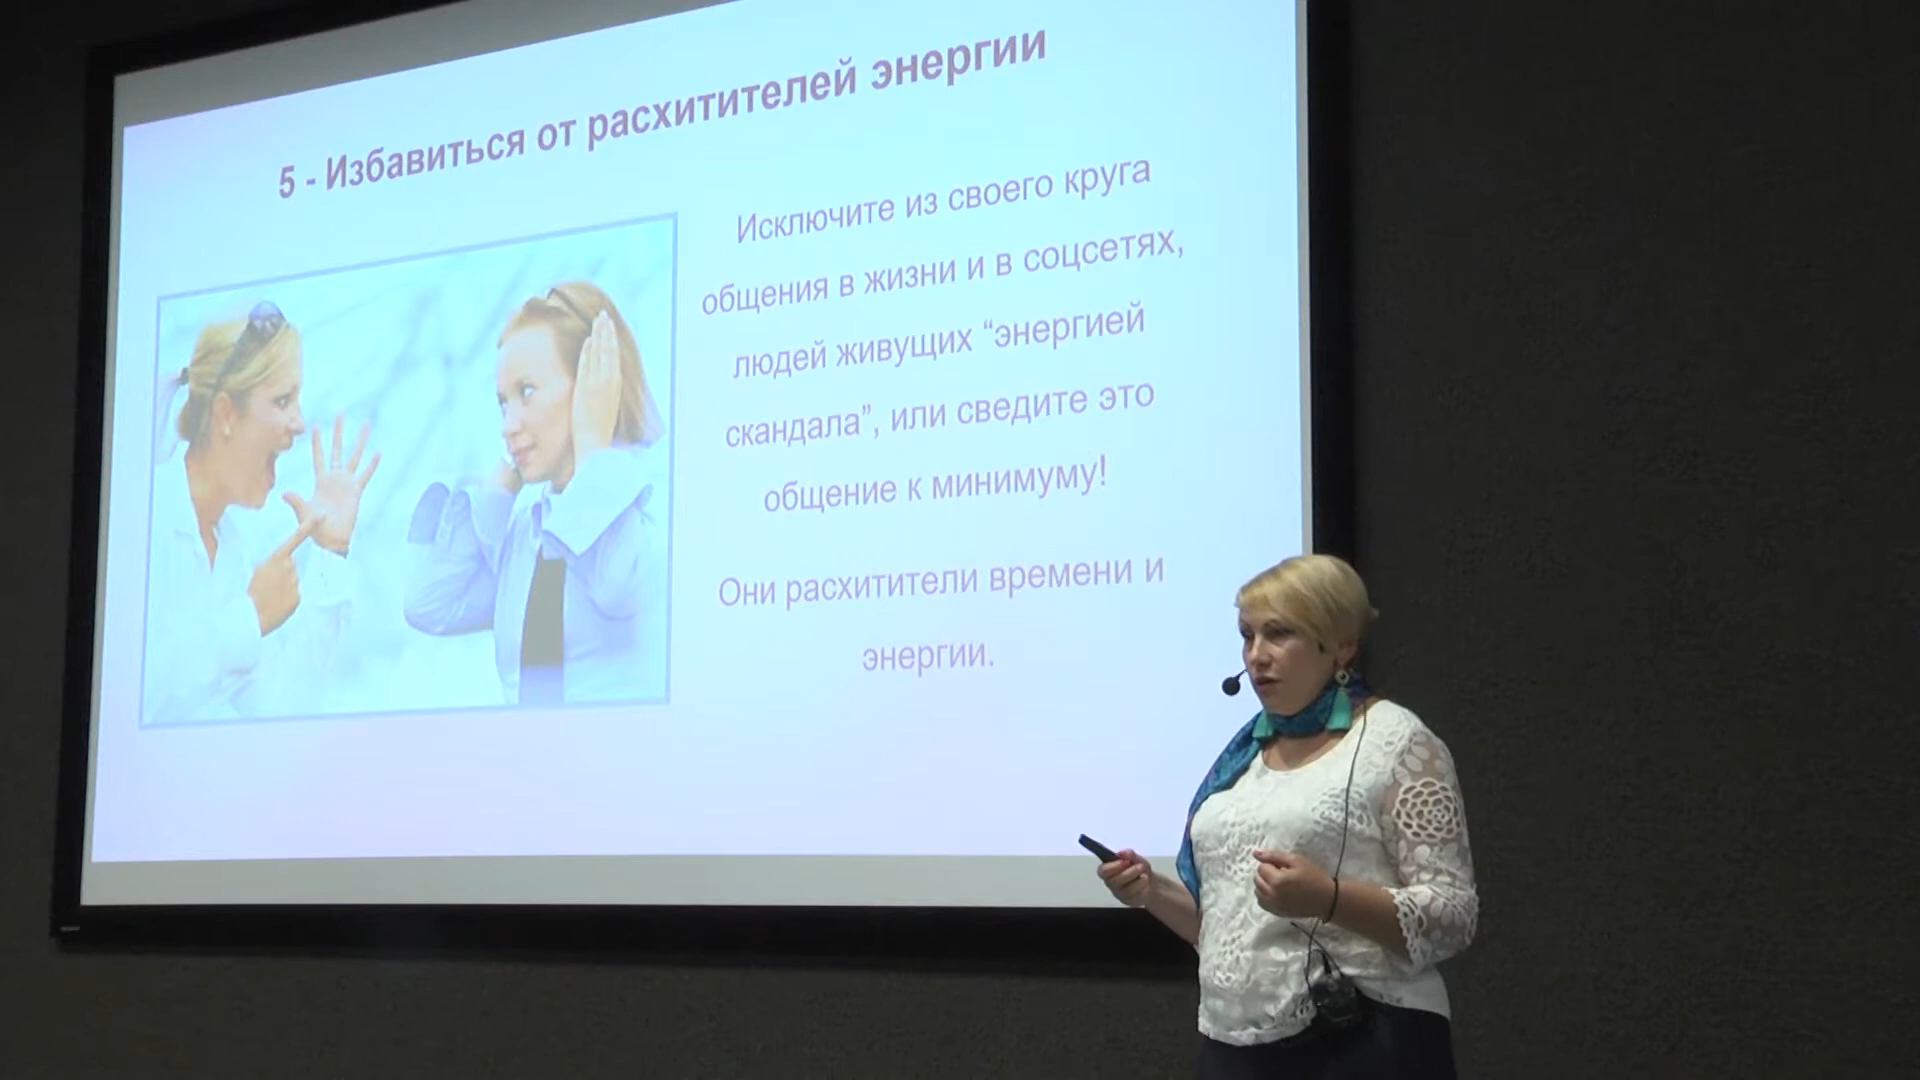 5 - Избавиться от расхитителей энергии
Исключите из своего круга
общения в жизни и в соцсетях,
людей живущих “энергией
скандала”, или сведите это
общение к минимуму!
Они расхитители времени и
энергии.